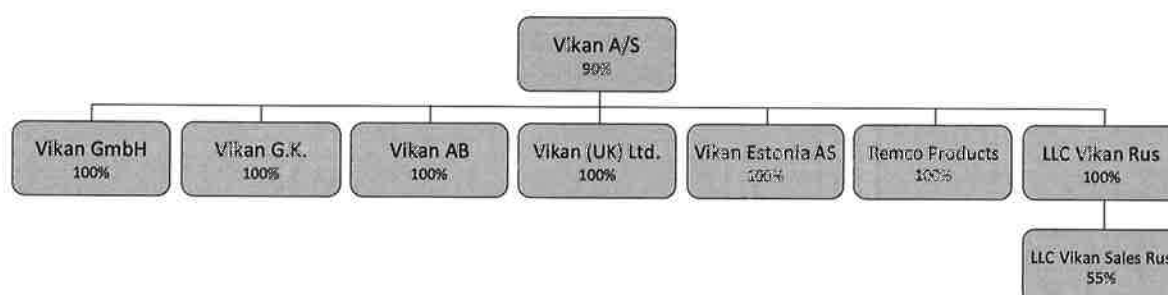 Vikan A/S
90%
Vikan GmbH
100%
Vikan G.K.
100%
Vikan AB
100%
Vikan (UK) Ltd.
100%
Vikan Estonia AS
100%
Remco Products
100%
LLC Vikan Rus
100%
LLC Vikan Sales Rus
55%